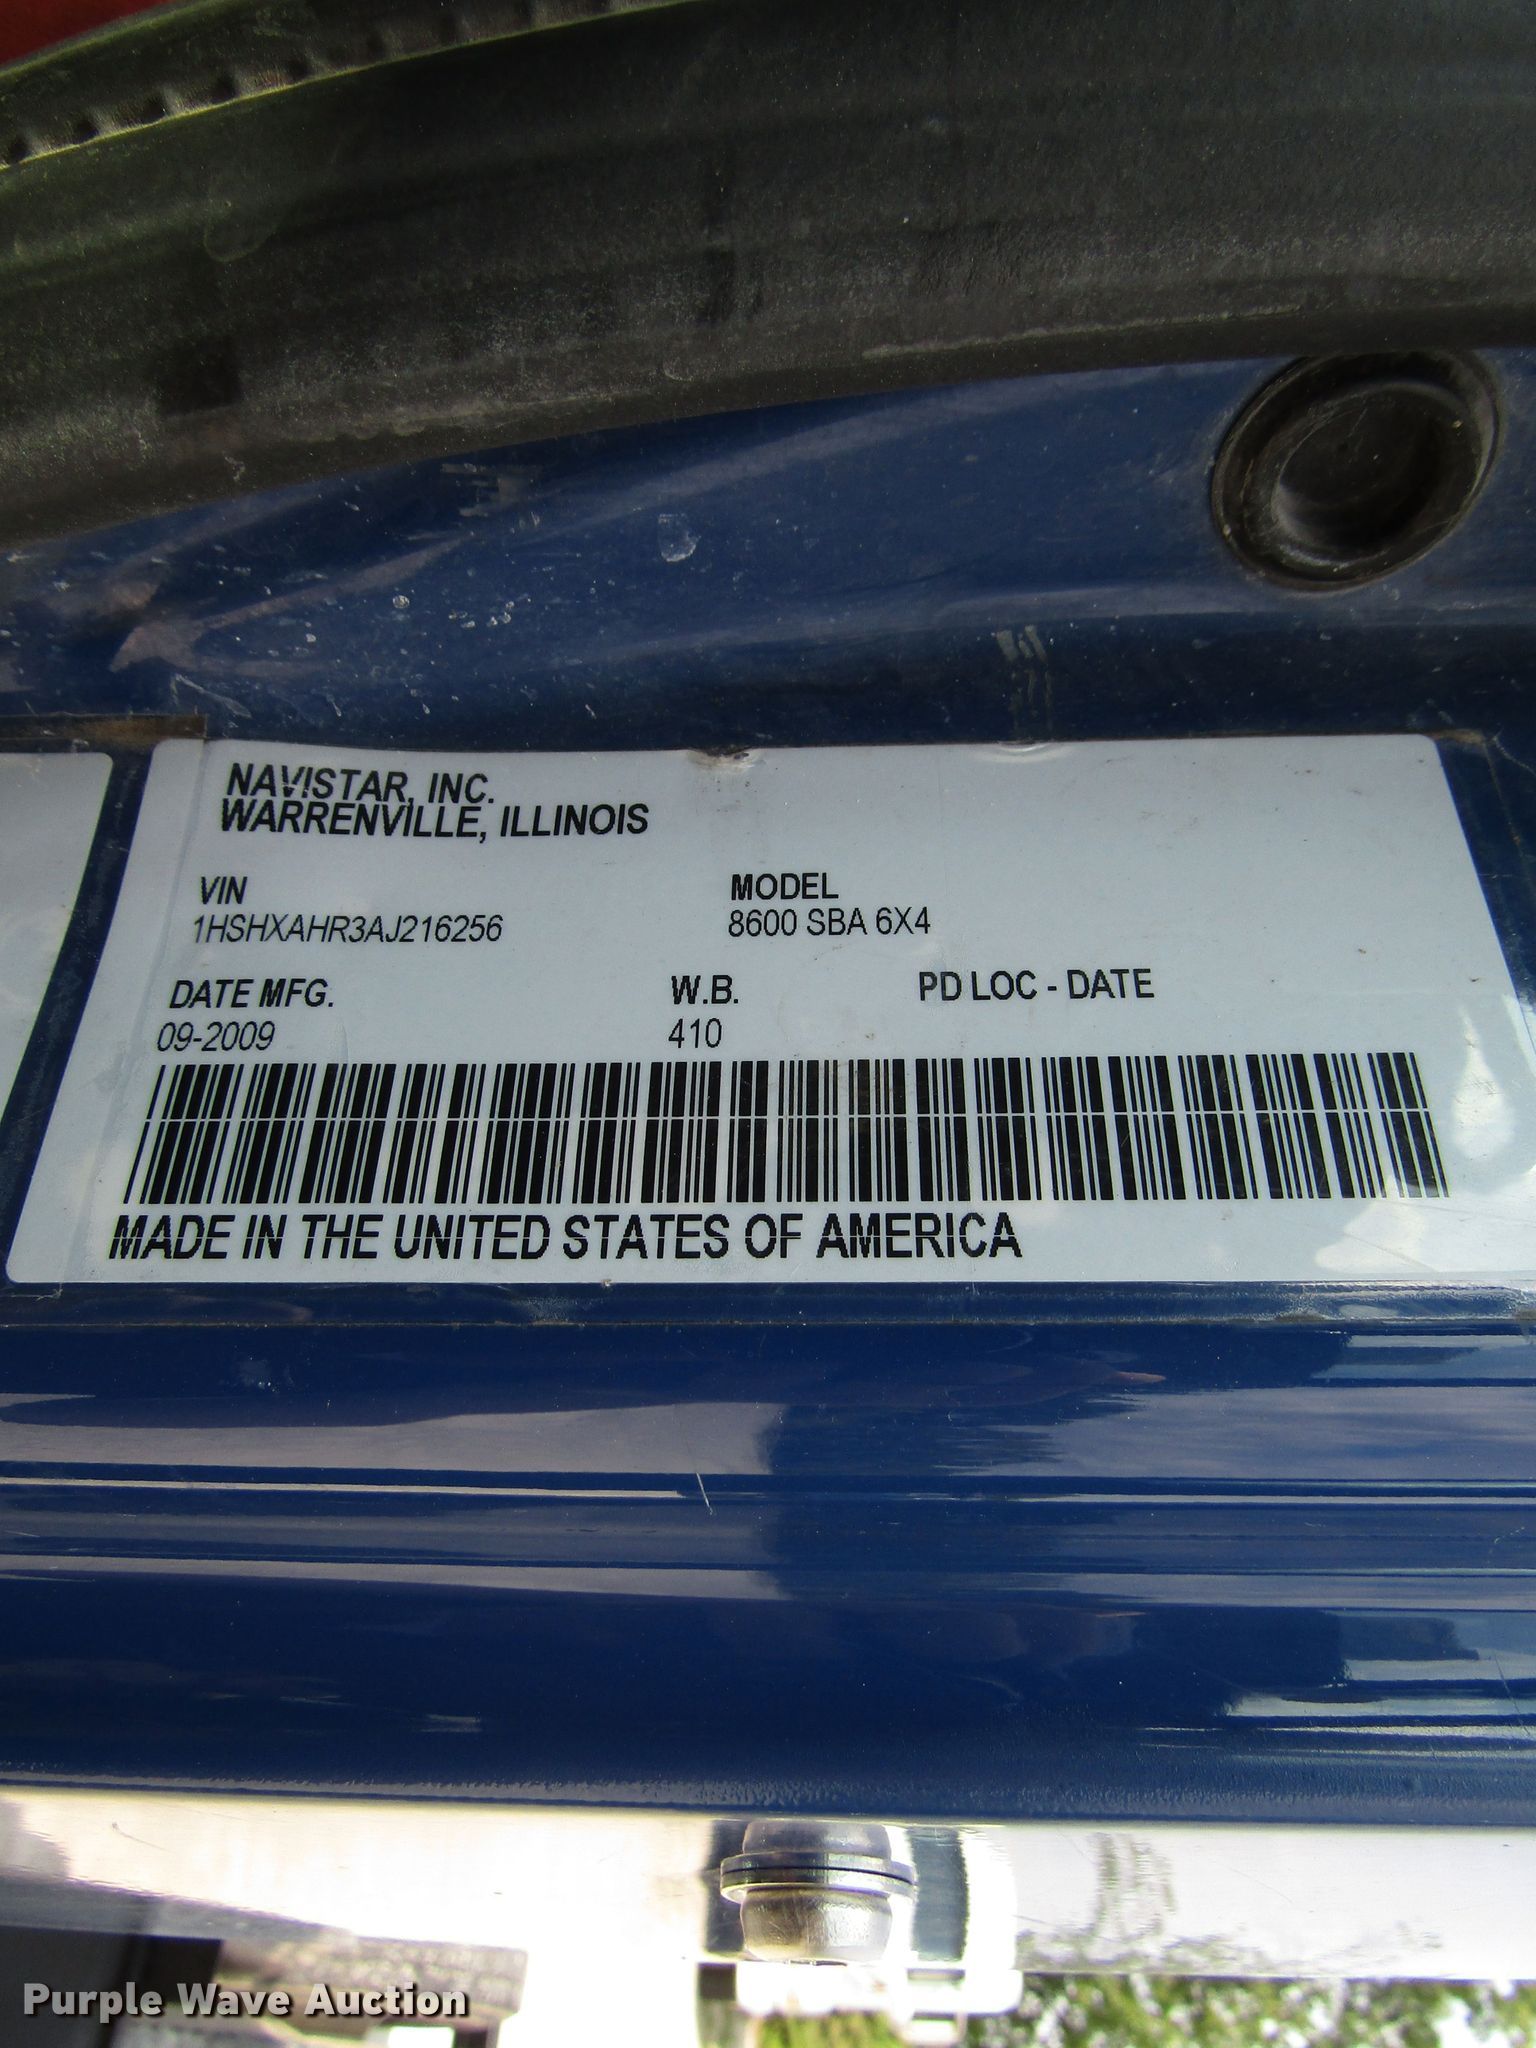 NAVISTAR, INC.
WARRENVILLE, ILLINOIS
VIN MODEL
1HSHXAHR3AJ216256 8600 SBA 6X4
DATE MFG. W.B. PD LOC - DATE
09-2009 410
MADE IN THE UNITED STATES OF AMERICA
Purple Wave Auction